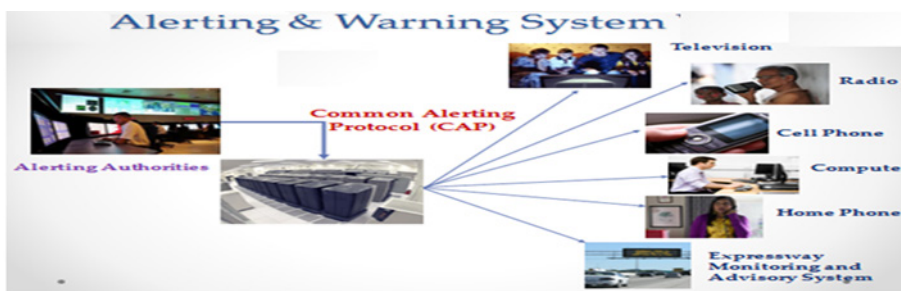 Alerting & Warning System
Television
Radio
Common Alerting
Protocol (CAP)
Cell Phone
Alerting Authorities
Compute
Home Phone
Expressway
Monitoring and
Advisory System